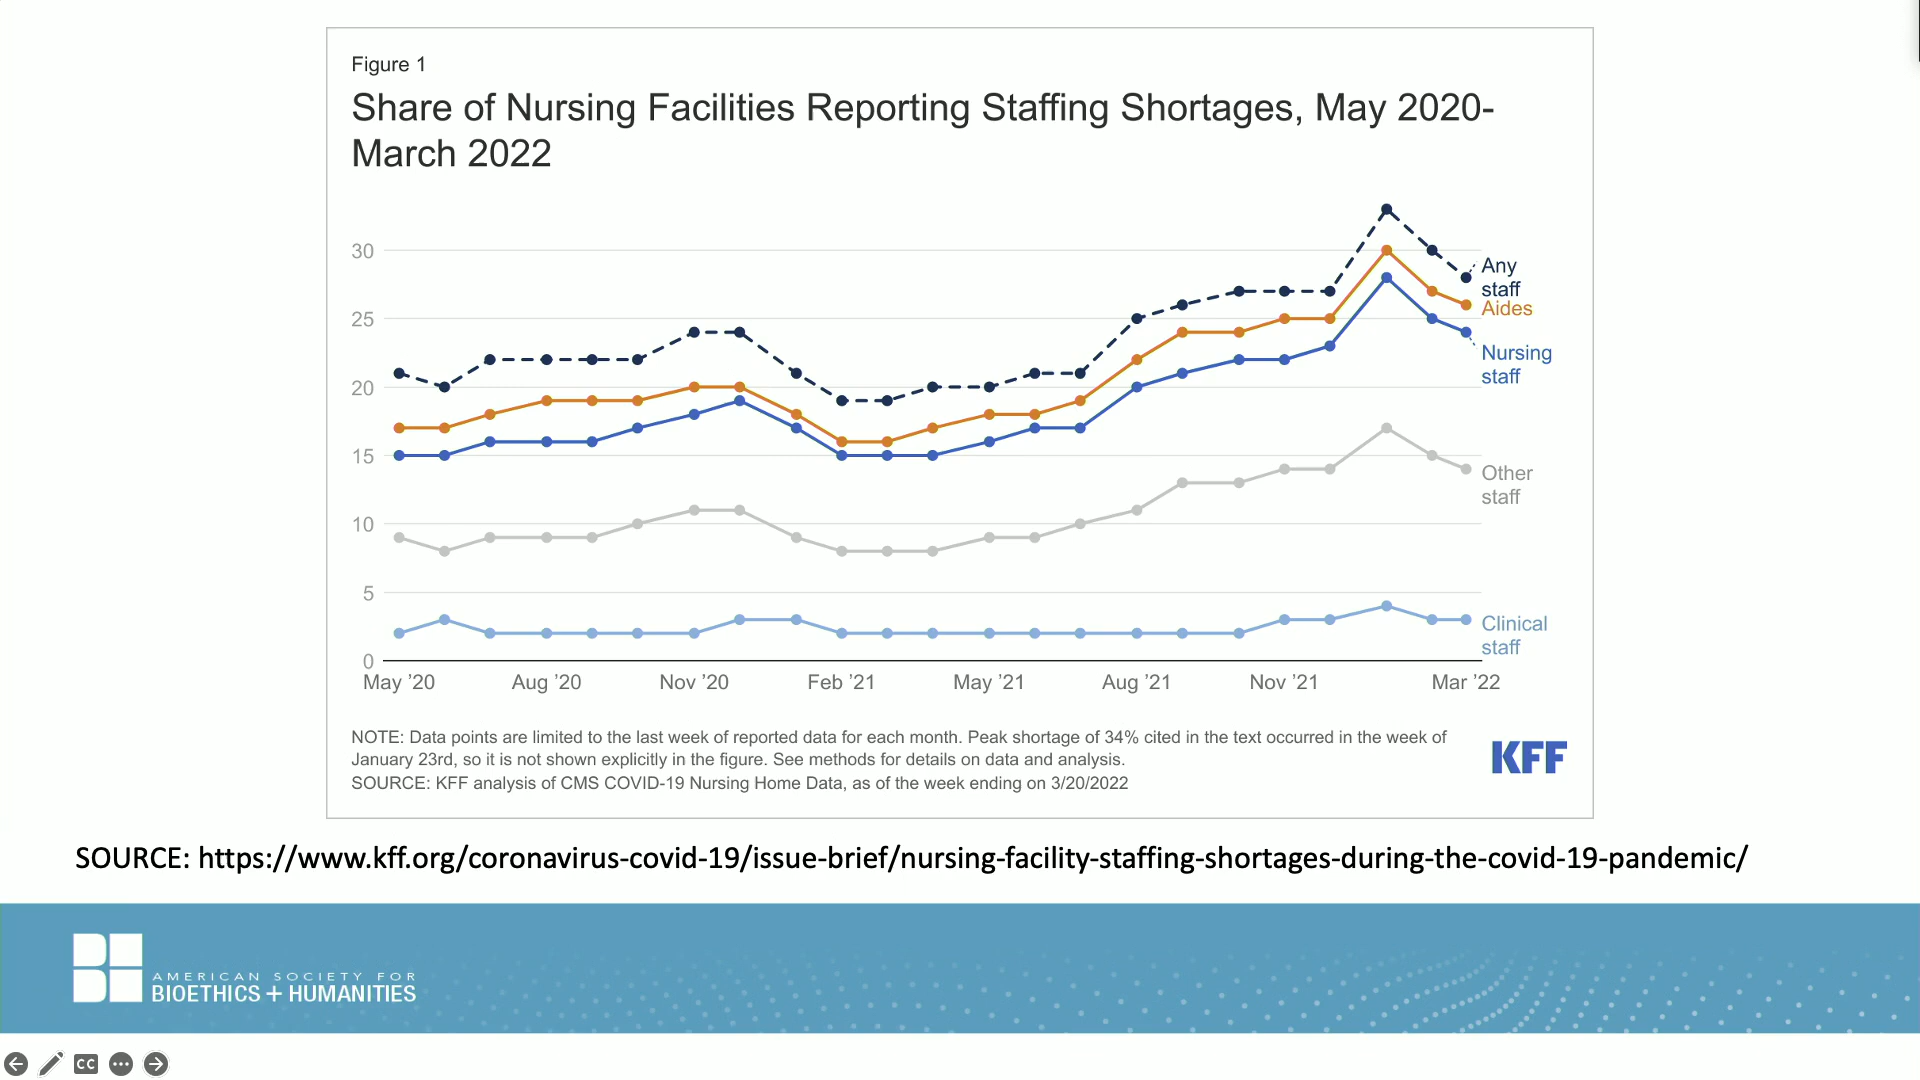 Figure 1
Share of Nursing Facilities Reporting Staffing Shortages, May 2020-
March 2022
30
25
20
15
10
5
0
Any
staff
Aides
Nursing
staff
Other
staff
Clinical
staff
May ’20 Aug ’20 Nov ’20 Feb ’21 May ’21 Aug ’21 Nov ’21 Mar ’22
NOTE: Data points are limited to the last week of reported data for each month. Peak shortage of 34% cited in the text occurred in the week of
January 23rd, so it is not shown explicitly in the figure. See methods for details on data and analysis.
SOURCE: KFF analysis of CMS COVID-19 Nursing Home Data, as of the week ending on 3/20/2022
KFF
SOURCE: https://www.kff.org/coronavirus-covid-19/issue-brief/nursing-facility-staffing-shortages-during-the-covid-19-pandemic/
AMERICAN SOCIETY FOR
BIOETHICS + HUMANITIES
CC